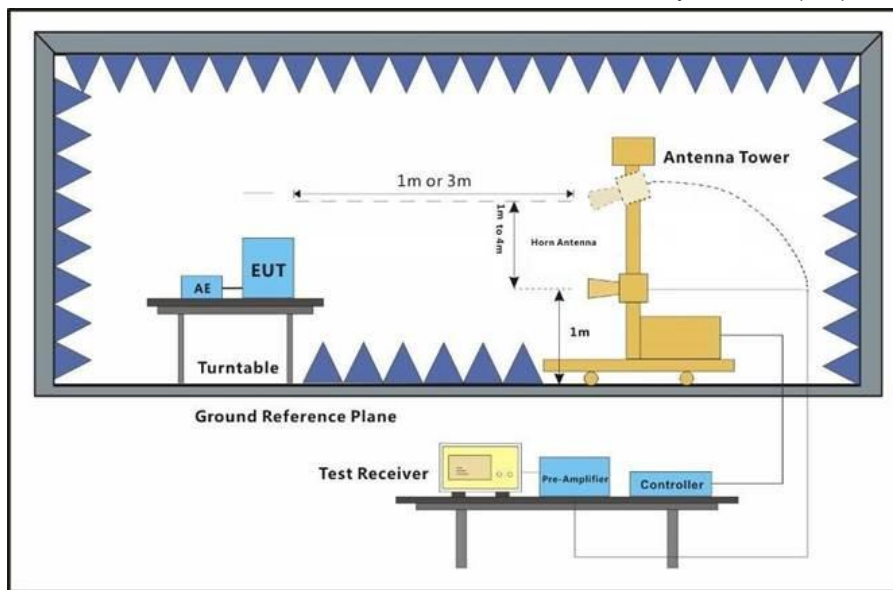 Antenna Tower
1m or 3m
1m to 4m
Horn Antenna
EUT
AE
1m
Turntable
Ground Reference Plane
Test Receiver
Pre-Amplifier
Controller